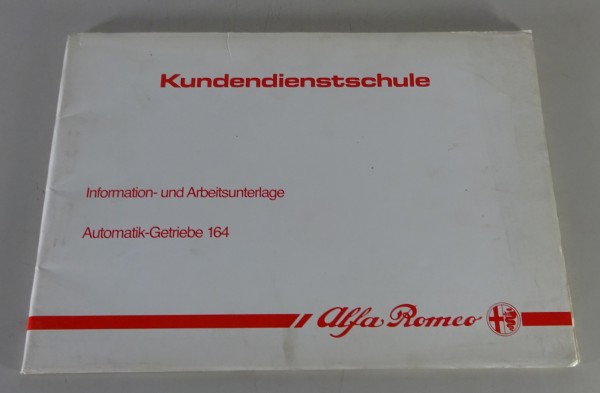 Kundendienstschule
Information- und Arbeitsunterlage
Automatik-Getriebe 164
Alfa Romeo